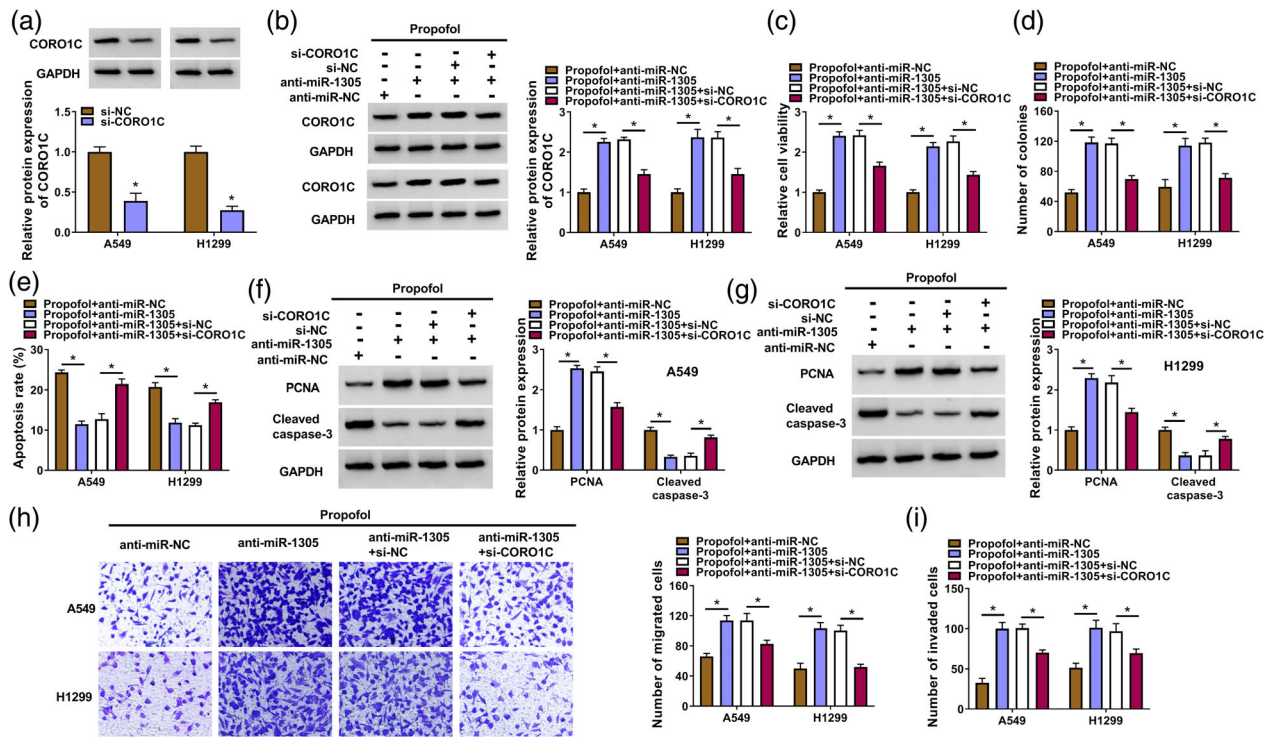 (a)
CORO1C
GAPDH
si-NC
si-CORO1C
Relative protein expression
of CORO1C
1.5
1.0
0.5
0.0
*
*
A549
H1299
(b)
Propofol
si-CORO1C - - - +
si-NC - - + -
anti-miR-1305 - + + +
anti-miR-NC + - - -
CORO1C
GAPDH
CORO1C
GAPDH
Propofol+anti-miR-NC
Propofol+anti-miR-1305
Propofol+anti-miR-1305+si-NC
Propofol+anti-miR-1305+si-CORO1C
Relative protein expression
of CORO1C
3
2
1
0
* * * *
A549
H1299
(c)
Propofol+anti-miR-NC
Propofol+anti-miR-1305
Propofol+anti-miR-1305+si-NC
Propofol+anti-miR-1305+si-CORO1C
Relative cell viability
3
2
1
0
* * * *
A549
H1299
(d)
Propofol+anti-miR-NC
Propofol+anti-miR-1305
Propofol+anti-miR-1305+si-NC
Propofol+anti-miR-1305+si-CORO1C
Number of colonies
160
120
80
40
0
* * * *
A549
H1299
(e)
Propofol+anti-miR-NC
Propofol+anti-miR-1305
Propofol+anti-miR-1305+si-NC
Propofol+anti-miR-1305+si-CORO1C
Apoptosis rate (%)
30
20
10
0
* * * *
A549
H1299
(f)
Propofol
si-CORO1C - - - +
si-NC - - + -
anti-miR-1305 - + + +
anti-miR-NC + - - -
PCNA
Cleaved
caspase-3
GAPDH
Propofol+anti-miR-NC
Propofol+anti-miR-1305
Propofol+anti-miR-1305+si-NC
Propofol+anti-miR-1305+si-CORO1C
A549
Relative protein expression
3
2
1
0
* * * *
PCNA
Cleaved
caspase-3
(g)
Propofol
si-CORO1C - - - +
si-NC - - + -
anti-miR-1305 - + + +
anti-miR-NC + - - -
PCNA
Cleaved
caspase-3
GAPDH
Propofol+anti-miR-NC
Propofol+anti-miR-1305
Propofol+anti-miR-1305+si-NC
Propofol+anti-miR-1305+si-CORO1C
H1299
Relative protein expression
3
2
1
0
* * * *
PCNA
Cleaved
caspase-3
(h)
Propofol
anti-miR-NC
anti-miR-1305
anti-miR-1305
+si-NC
anti-miR-1305
+si-CORO1C
A549
H1299
Propofol+anti-miR-NC
Propofol+anti-miR-1305
Propofol+anti-miR-1305+si-NC
Propofol+anti-miR-1305+si-CORO1C
Number of migrated cells
160
120
80
40
0
* * * *
A549
H1299
(i)
Propofol+anti-miR-NC
Propofol+anti-miR-1305
Propofol+anti-miR-1305+si-NC
Propofol+anti-miR-1305+si-CORO1C
Number of invaded cells
150
100
50
0
* * * *
A549
H1299